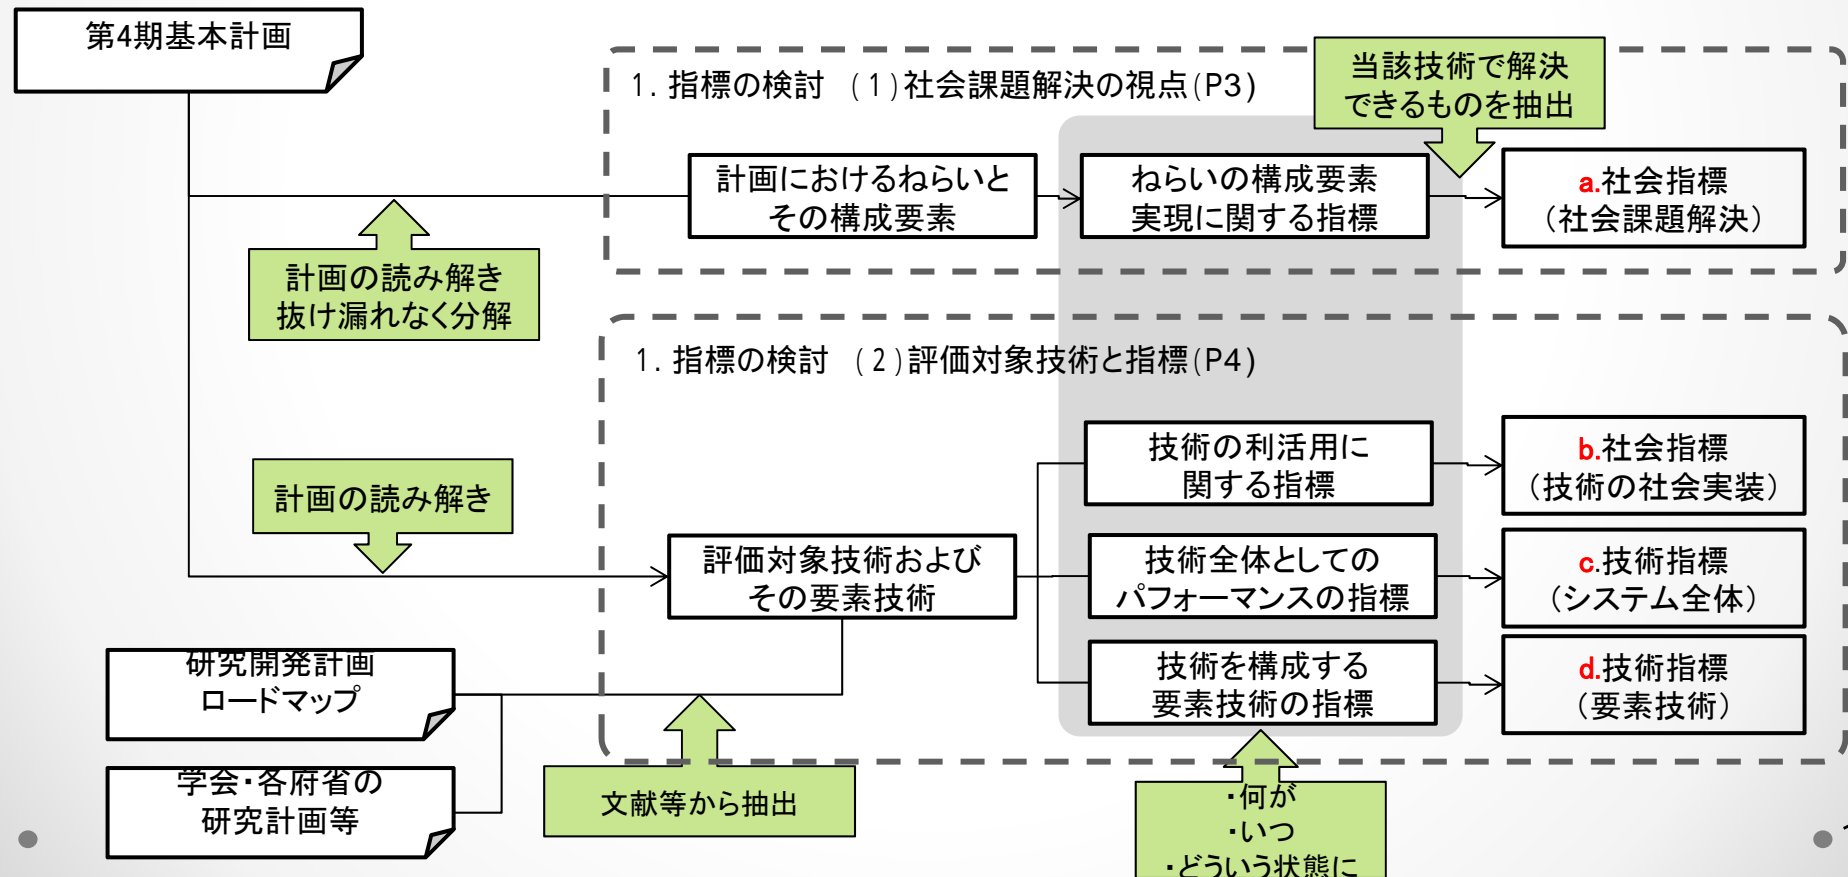 第4期基本計画
1. 指標の検討 (1)社会課題解決の視点(P3)
当該技術で解決
できるものを抽出
計画におけるねらいと
その構成要素
ねらいの構成要素
実現に関する指標
a.社会指標
(社会課題解決)
計画の読み解き
抜け漏れなく分解
1. 指標の検討 (2)評価対象技術と指標(P4)
計画の読み解き
評価対象技術および
その要素技術
技術の利活用に
関する指標
b.社会指標
(技術の社会実装)
技術全体としての
パフォーマンスの指標
c.技術指標
(システム全体)
技術を構成する
要素技術の指標
d.技術指標
(要素技術)
研究開発計画
ロードマップ
学会・各府省の
研究計画等
文献等から抽出
・何が
・いつ
・どういう状態に